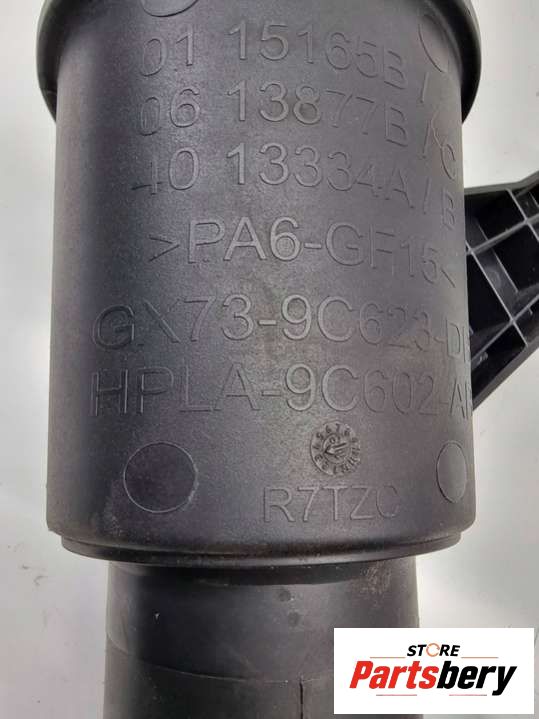 01 15165B /
06 13877B / C
40 13334A / B
>PA6-GF15<
GX73-9C623-D
HPLA-9C602-A
R7TZC
STORE
Partsbery